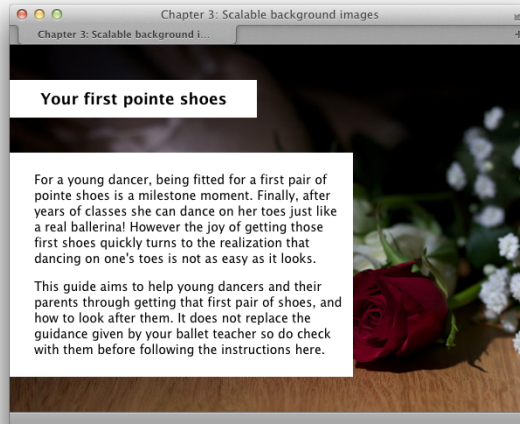 Chapter 3: Scalable background images
Chapter 3: Scalable background i...
Your first pointe shoes
For a young dancer, being fitted for a first pair of
pointe shoes is a milestone moment. Finally, after
years of classes she can dance on her toes just like
a real ballerina! However the joy of getting those
first shoes quickly turns to the realization that
dancing on one's toes is not as easy as it looks.
This guide aims to help young dancers and their
parents through getting that first pair of shoes, and
how to look after them. It does not replace the
guidance given by your ballet teacher so do check
with them before following the instructions here.